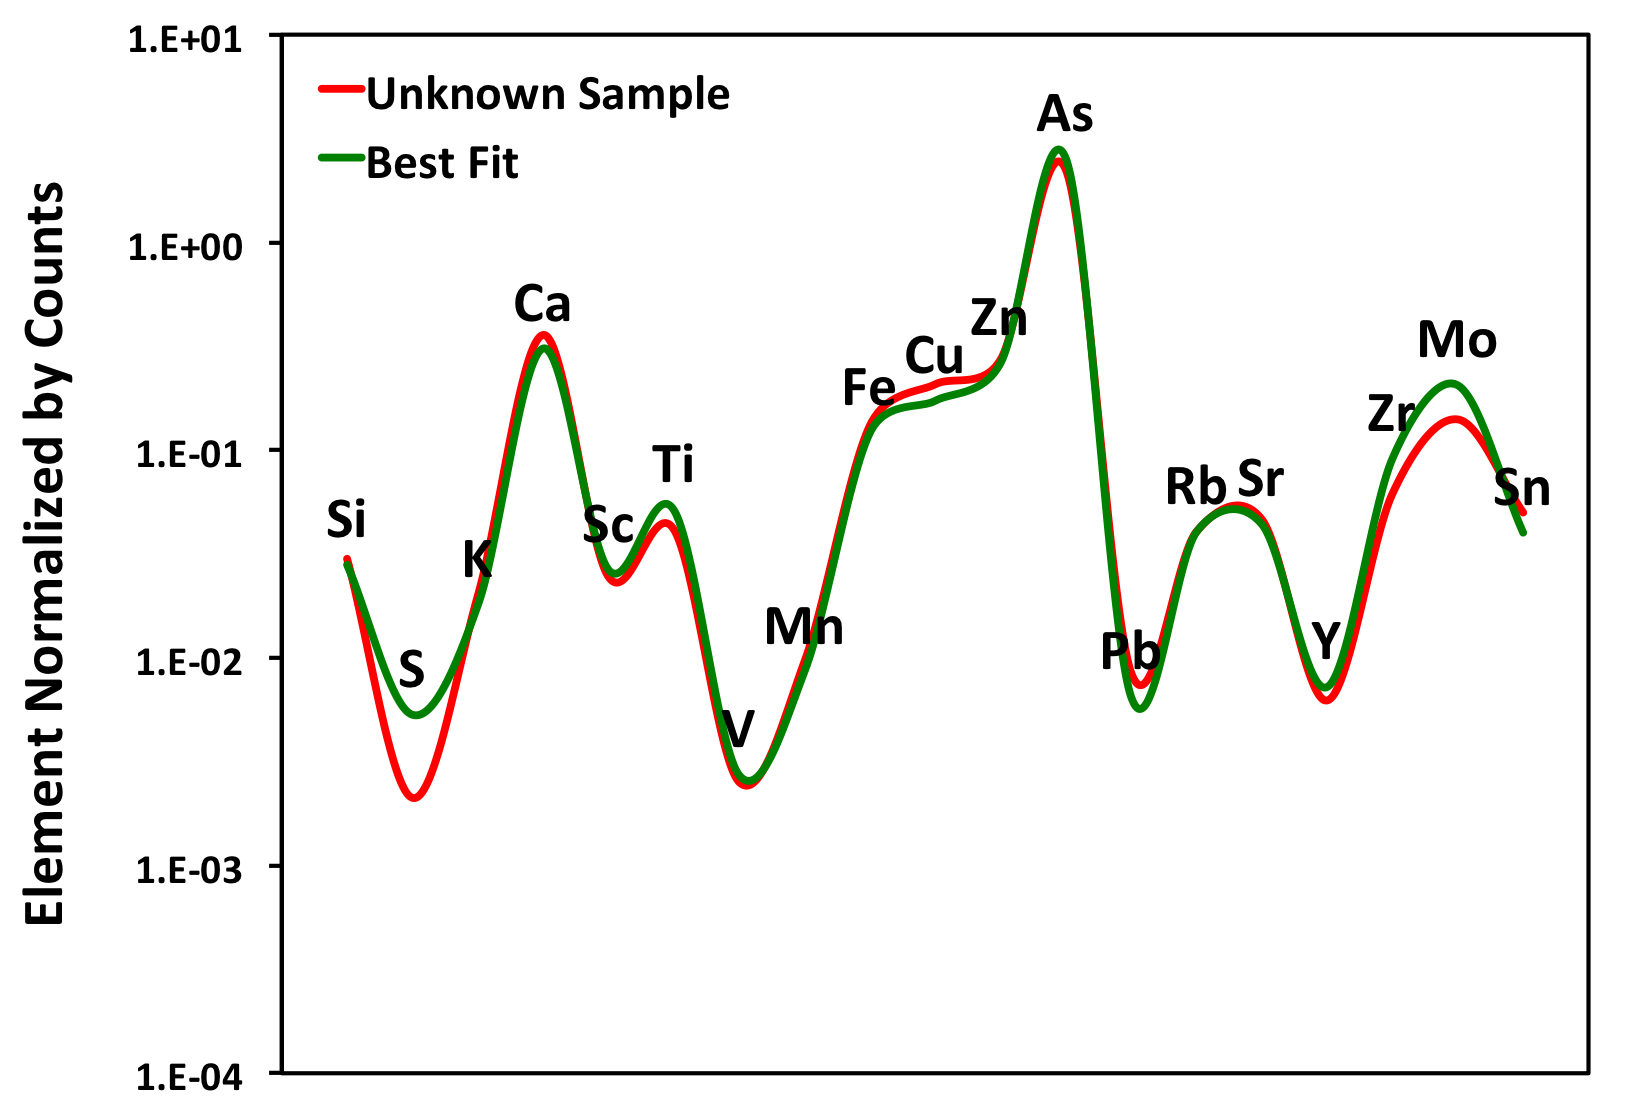 1.E+01
Unknown Sample
Best Fit
As
1.E+00
Ca
Zn
Cu
Mo
Fe
Zr
1.E-01
Ti
Rb
Sr
Sn
Si
Sc
K
Mn
Y
Pb
S
1.E-02
V
1.E-03
1.E-04
Element Normalized by Counts